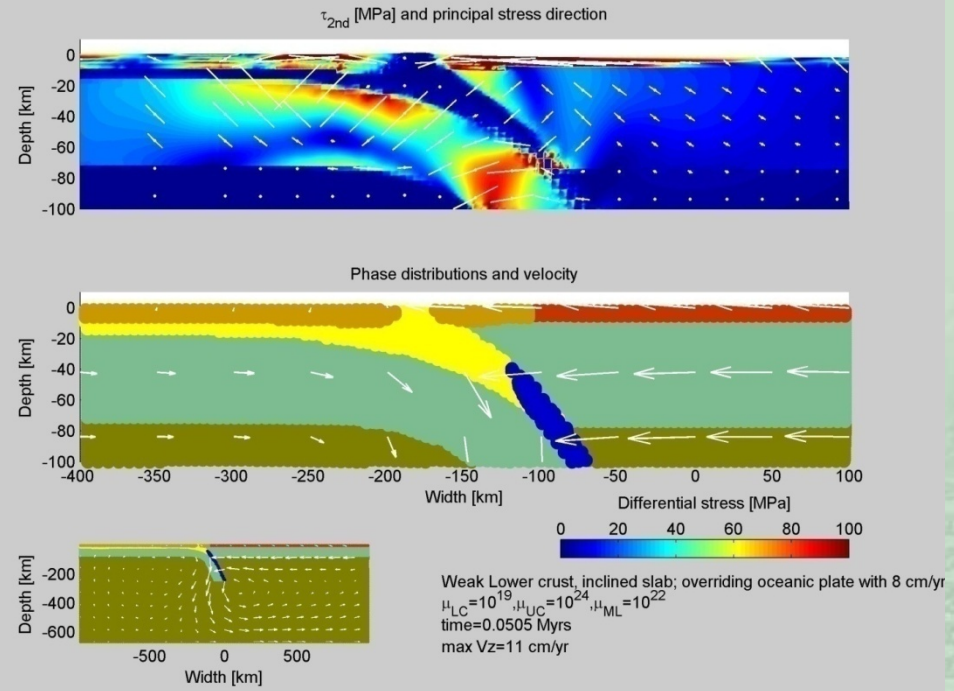 τ2nd [MPa] and principal stress direction
0
-20
-40
-60
-80
-100
Depth [km]
Phase distributions and velocity
0
-20
-40
-60
-80
-100
Depth [km]
-400 -350 -300 -250 -200 -150 -100 -50 0 50 100
Width [km]
Differential stress [MPa]
0 20 40 60 80 100
-200
-400
-600
Depth [km]
-500 0 500
Width [km]
Weak Lower crust, inclined slab; overriding oceanic plate with 8 cm/yr
μLC=10^19,μUC=10^24,μML=10^22
time=0.0505 Myrs
max Vz=11 cm/yr